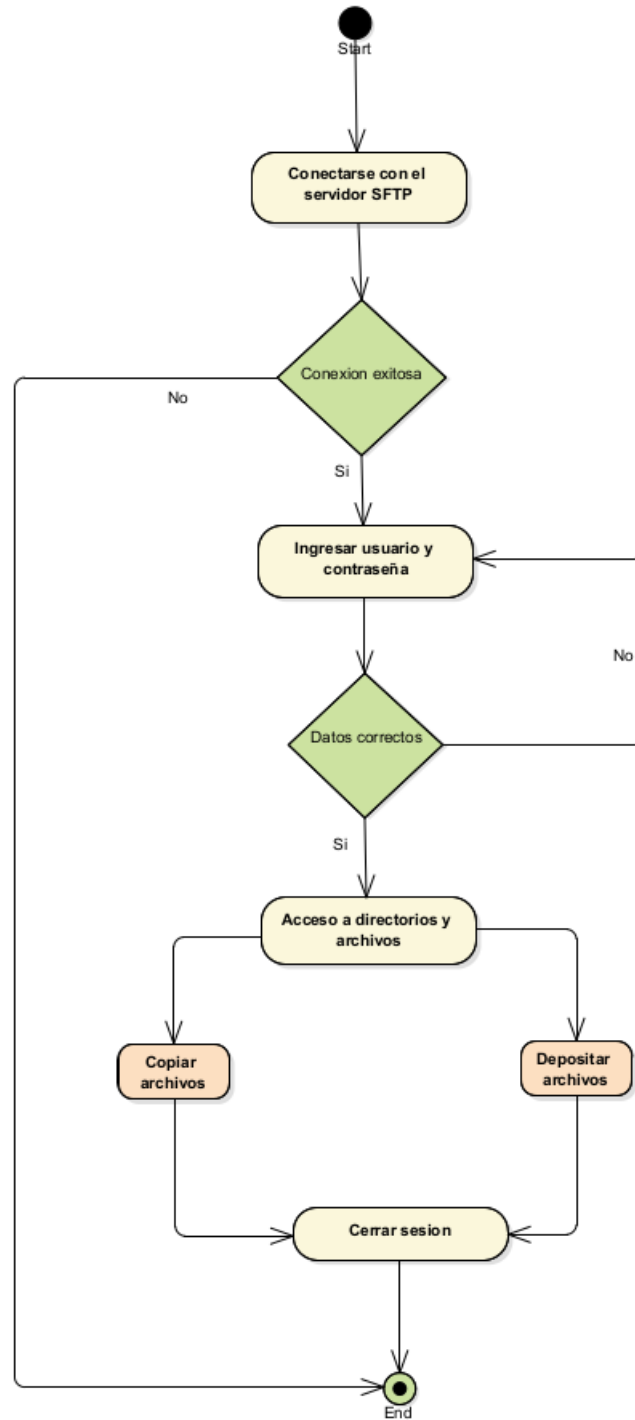 Start
Conectarse con el
servidor SFTP
Conexion exitosa
No
Si
Ingresar usuario y
contraseña
No
Datos correctos
Si
Acceso a directorios y
archivos
Copiar
archivos
Depositar
archivos
Cerrar sesion
End